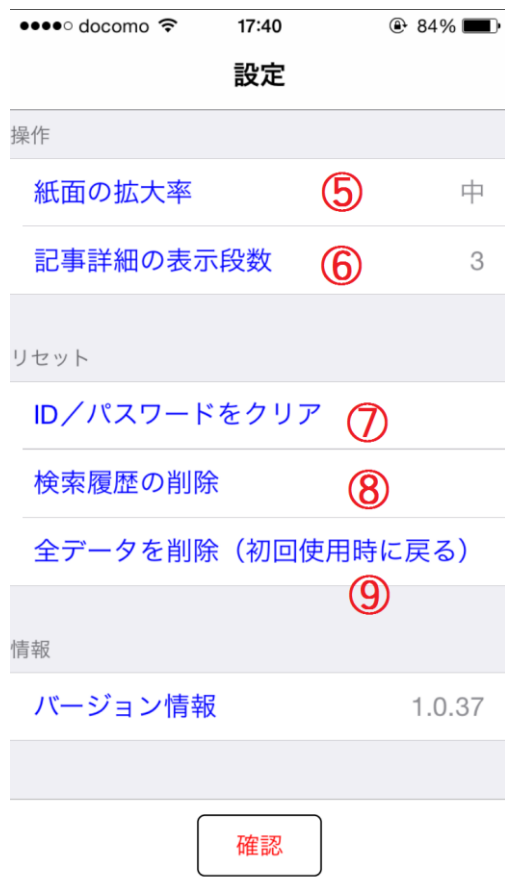 docomo 17:40 84%
設定
操作
紙面の拡大率 ⑤ 中
記事詳細の表示段数 ⑥ 3
リセット
ID／パスワードをクリア ⑦
検索履歴の削除 ⑧
全データを削除（初回使用時に戻る）
⑨
情報
バージョン情報 1.0.37
確認